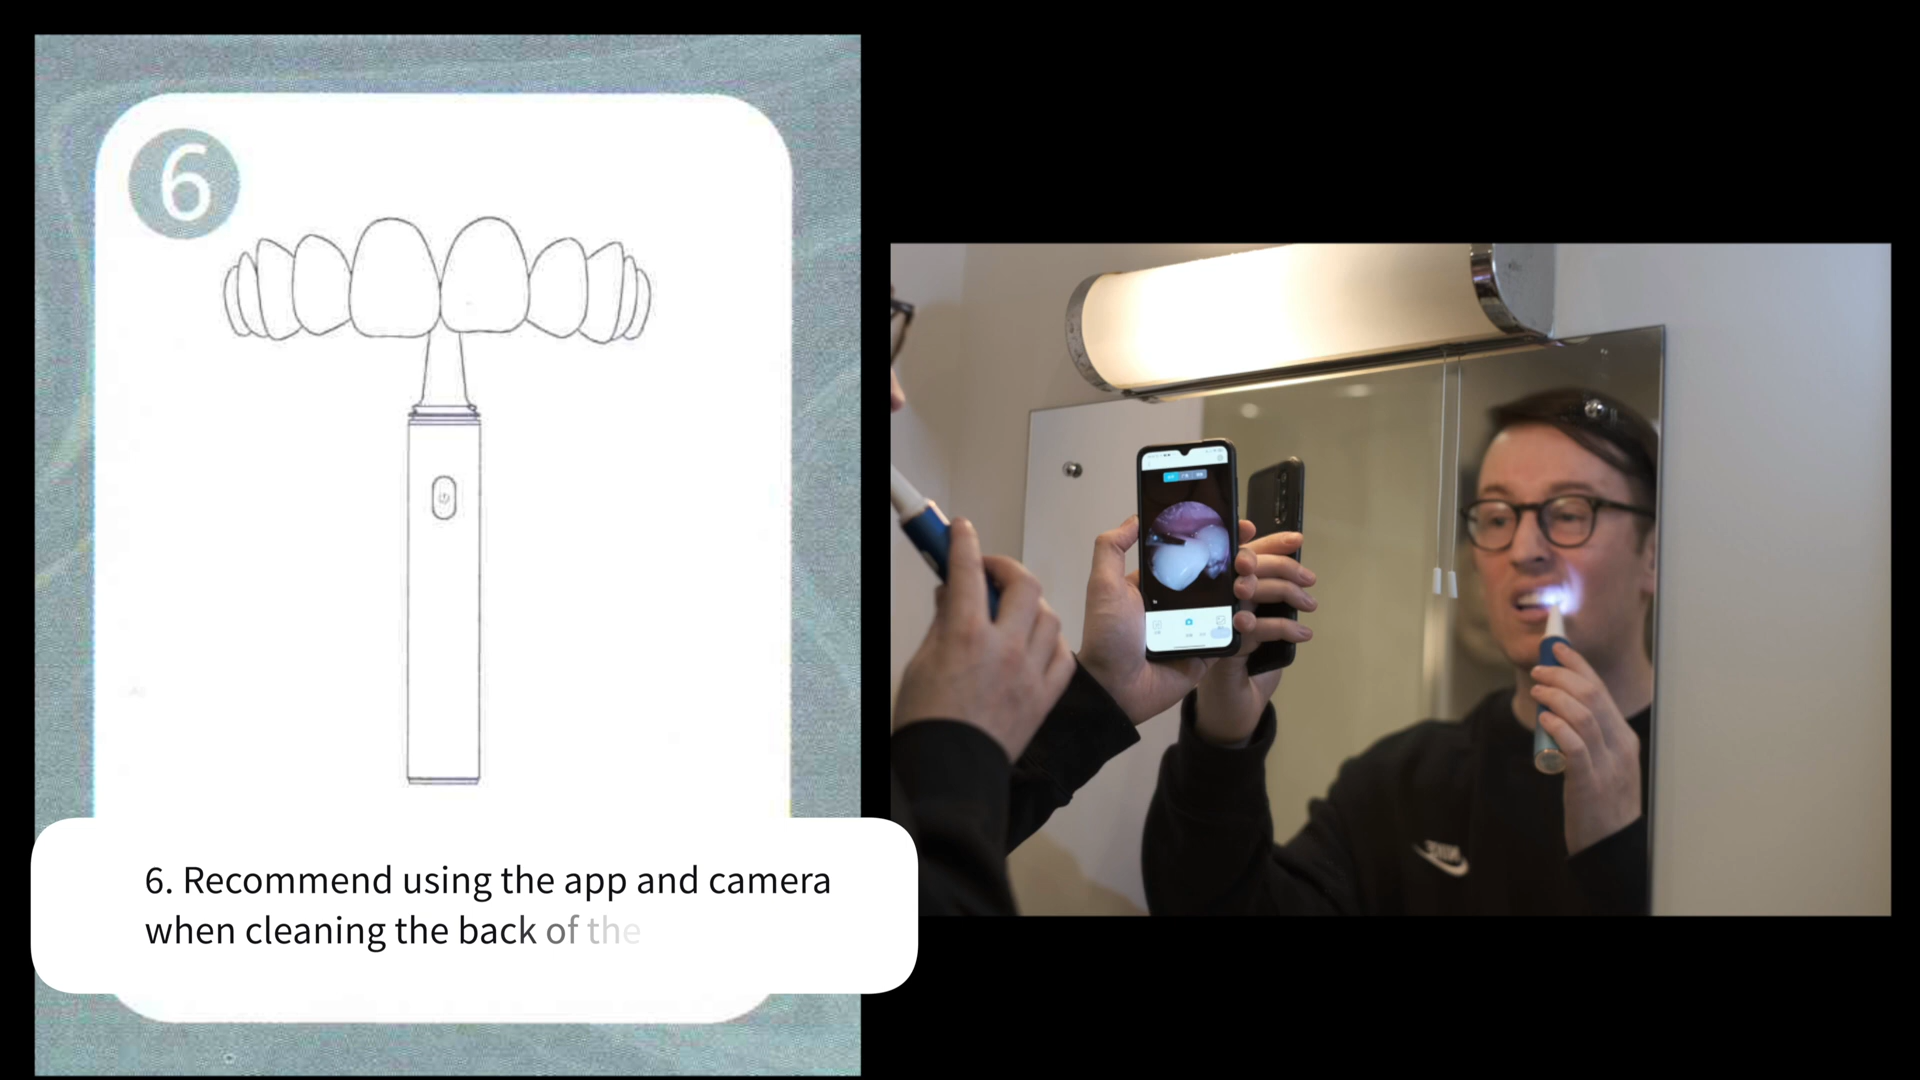 6
6. Recommend using the app and camera
when cleaning the back of the